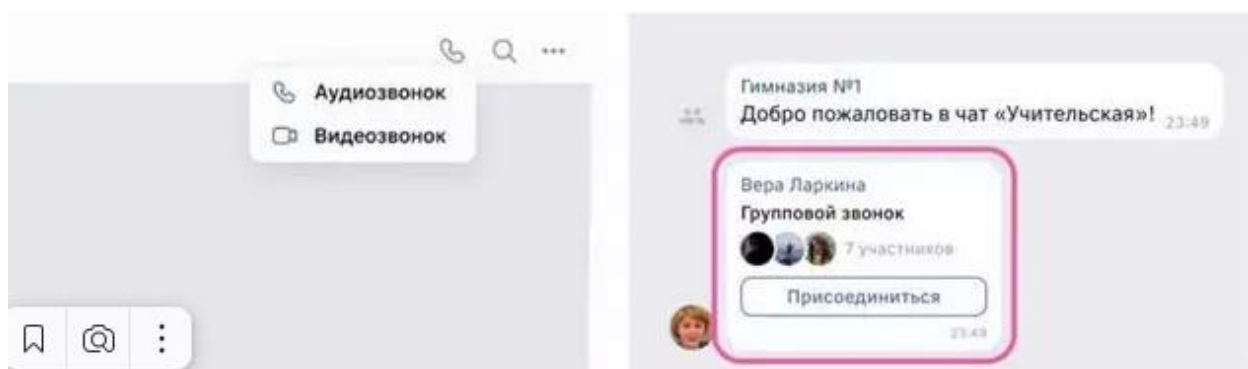 Аудиозвонок
Видеозвонок
Гимназия №1
Добро пожаловать в чат «Учительская»! 23:49
Вера Ларкина
Групповой звонок
7 участников
Присоединиться
23:49